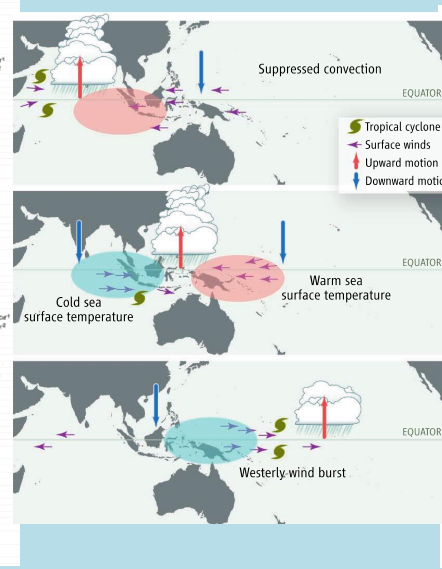 Suppressed convection
EQUATOR
Tropical cyclone
Surface winds
Upward motion
Downward motic
EQUATOR
Warm sea
surface temperature
Cold sea
surface temperature
EQUATOR
Westerly wind burst